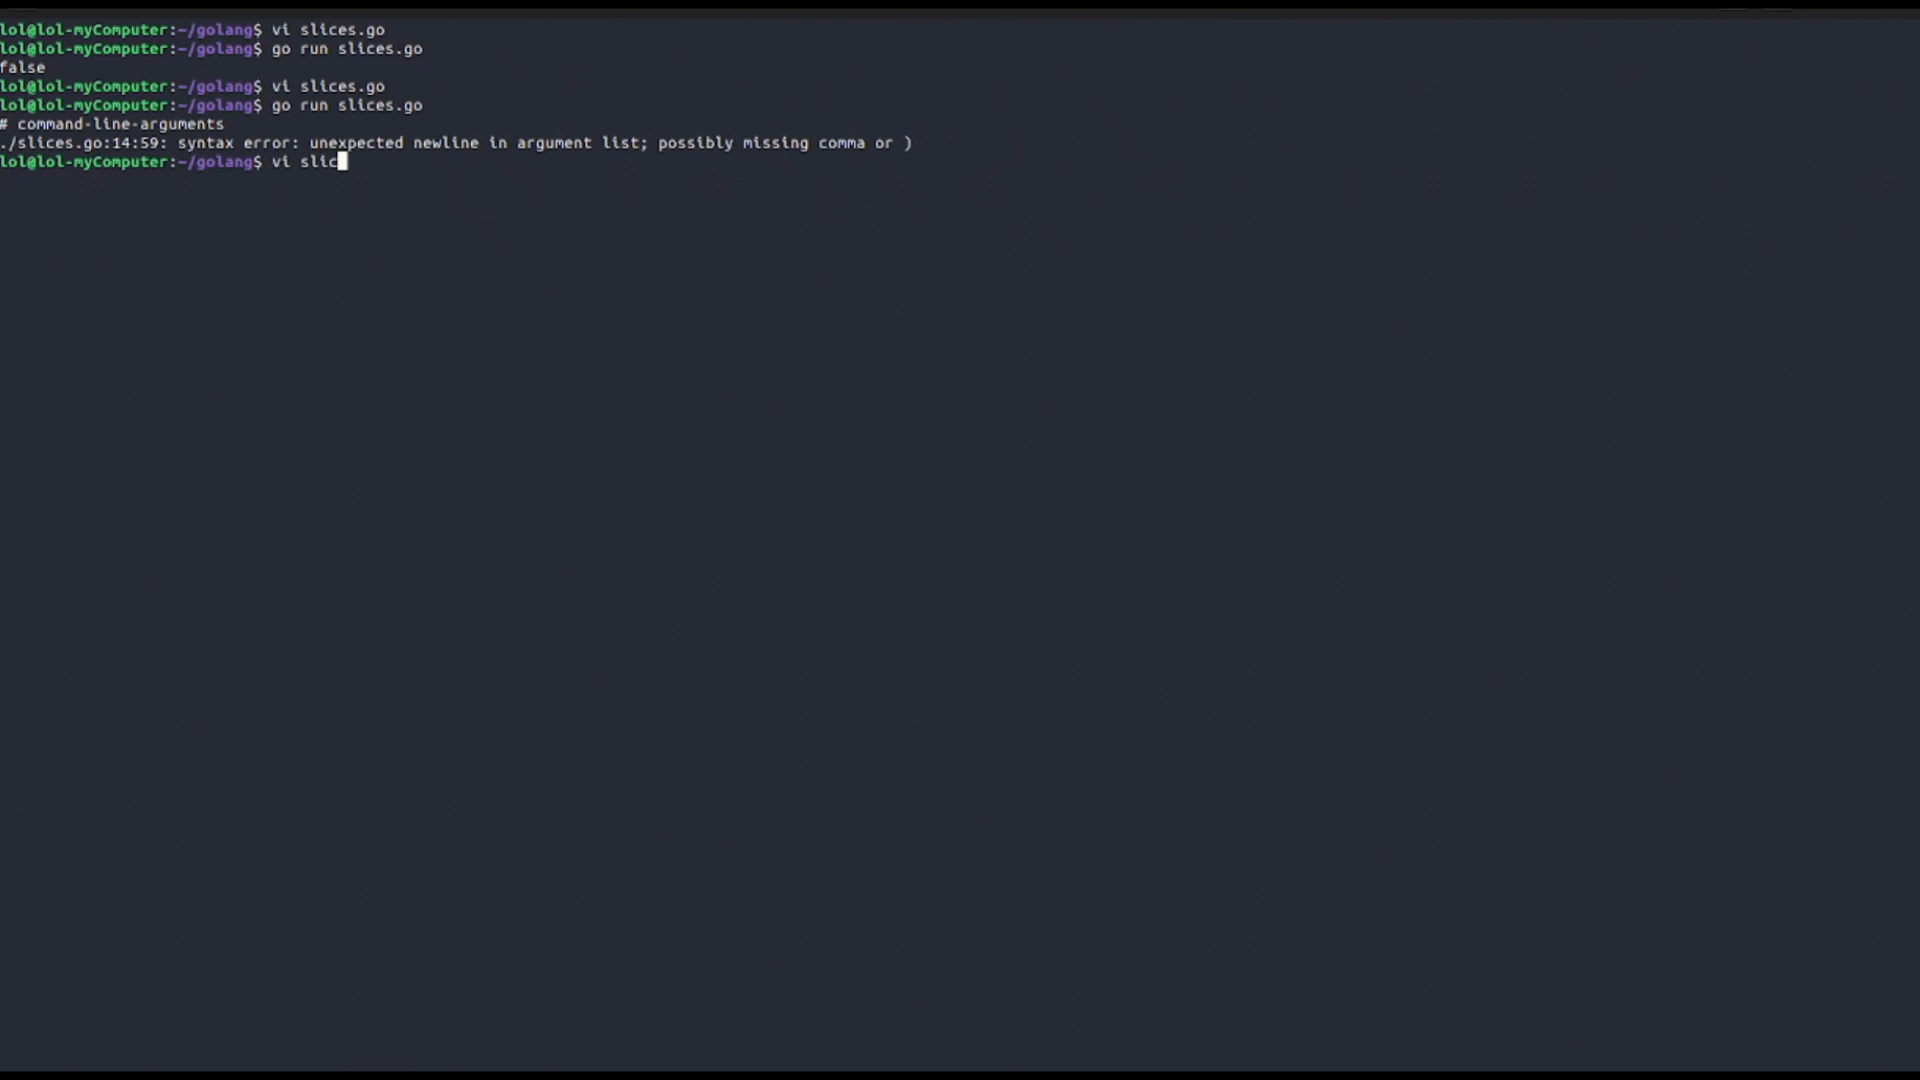 lol@lol-myComputer:~/golang$ vi slices.go
lol@lol-myComputer:~/golang$ go run slices.go
false
lol@lol-myComputer:~/golang$ vi slices.go
lol@lol-myComputer:~/golang$ go run slices.go
# command-line-arguments
./slices.go:14:59: syntax error: unexpected newline in argument list; possibly missing comma or )
lol@lol-myComputer:~/golang$ vi slic